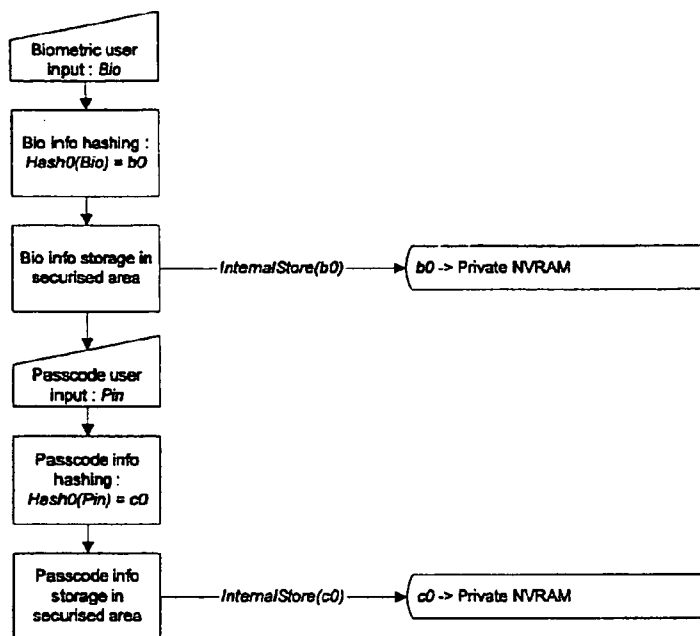 Biometric user
input : Bio
Bio info hashing :
Hash0(Bio) = b0
Bio info storage in
securised area
InternalStore(b0)
b0 -> Private NVRAM
Passcode user
input : Pin
Passcode info
hashing :
Hash0(Pin) = c0
Passcode info
storage in
securised area
InternalStore(c0)
c0 -> Private NVRAM